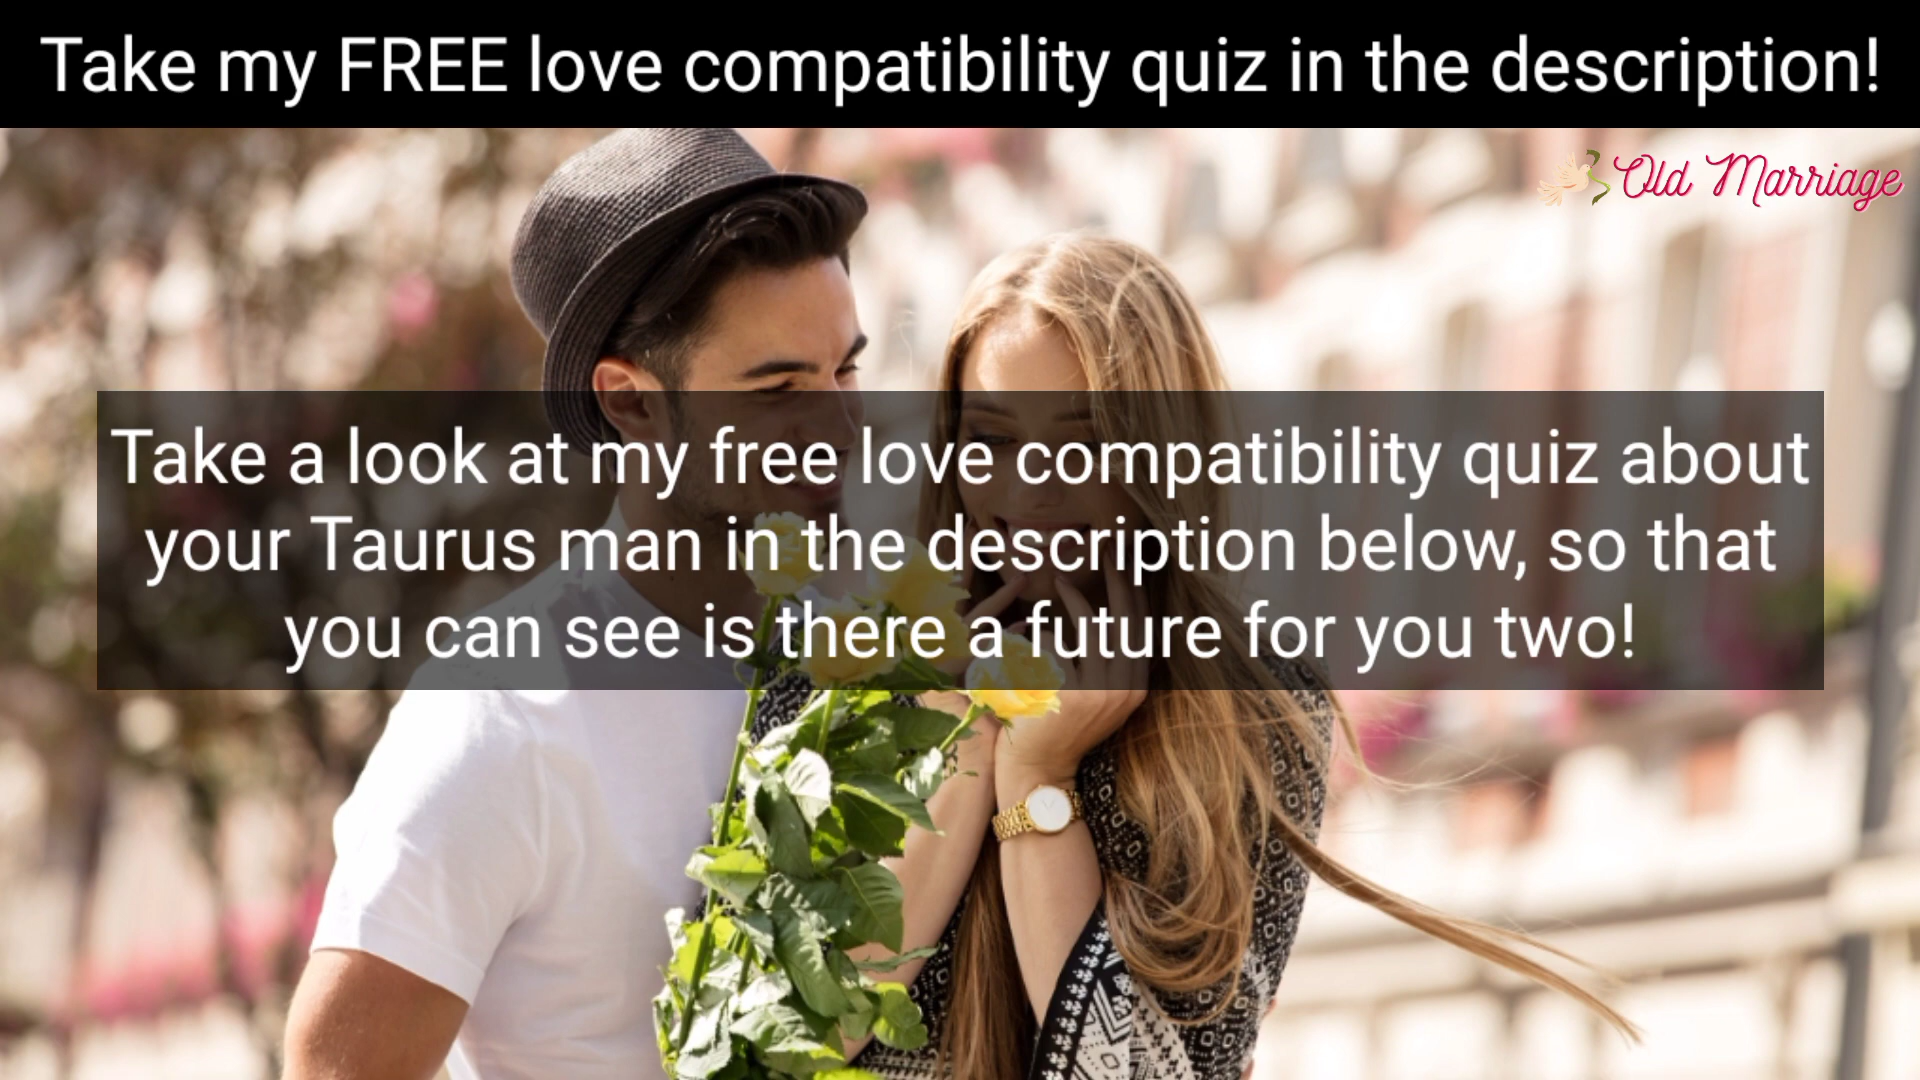 Take my FREE love compatibility quiz in the description!
Old Marriage
Take a look at my free love compatibility quiz about
your Taurus man in the description below, so that
you can see is there a future for you two!